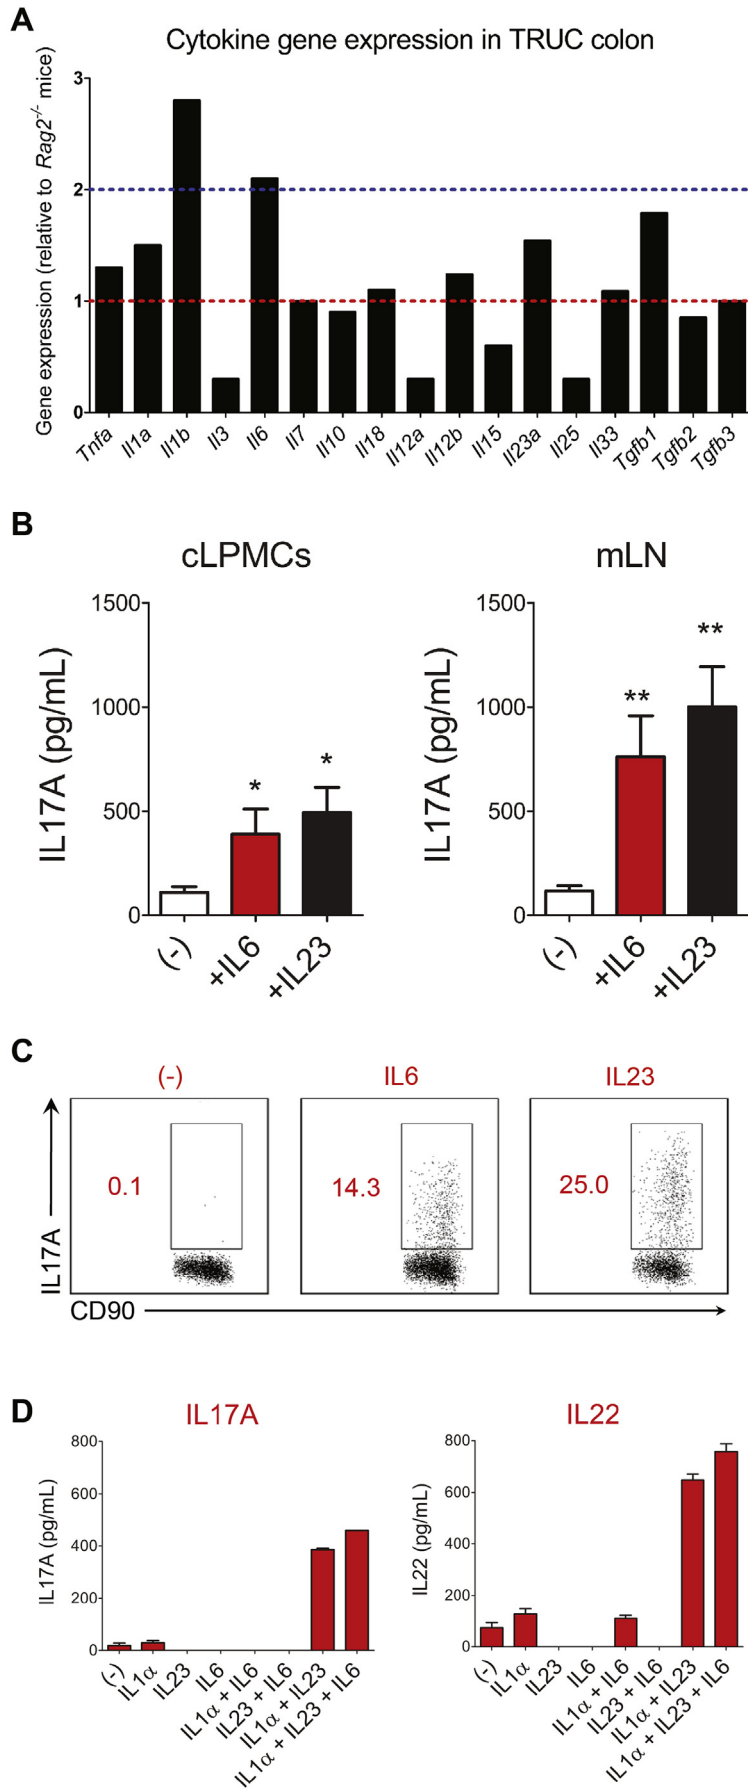 A
Cytokine gene expression in TRUC colon
Gene expression (relative to Rag2-/- mice)
3
2
1
0
Tnfa
Il1a
Il1b
Il3
Il6
Il7
Il10
Il18
Il12a
Il12b
Il15
Il23a
Il25
Il33
Tgfb1
Tgfb2
Tgfb3
B
cLPMCs
IL17A (pg/mL)
1500
1000
500
0
*
*
(-)
+IL6
+IL23
mLN
IL17A (pg/mL)
1500
1000
500
0
**
**
(-)
+IL6
+IL23
C
(-)
IL6
IL23
0.1
14.3
25.0
IL17A
CD90
D
IL17A
IL17A (pg/mL)
800
600
400
200
0
(-)
IL1α
IL23
IL6
IL1α + IL6
IL23 + IL6
IL1α + IL23
IL1α + IL23 + IL6
IL22
IL22 (pg/mL)
800
600
400
200
0
(-)
IL1α
IL23
IL6
IL1α + IL6
IL23 + IL6
IL1α + IL23
IL1α + IL23 + IL6